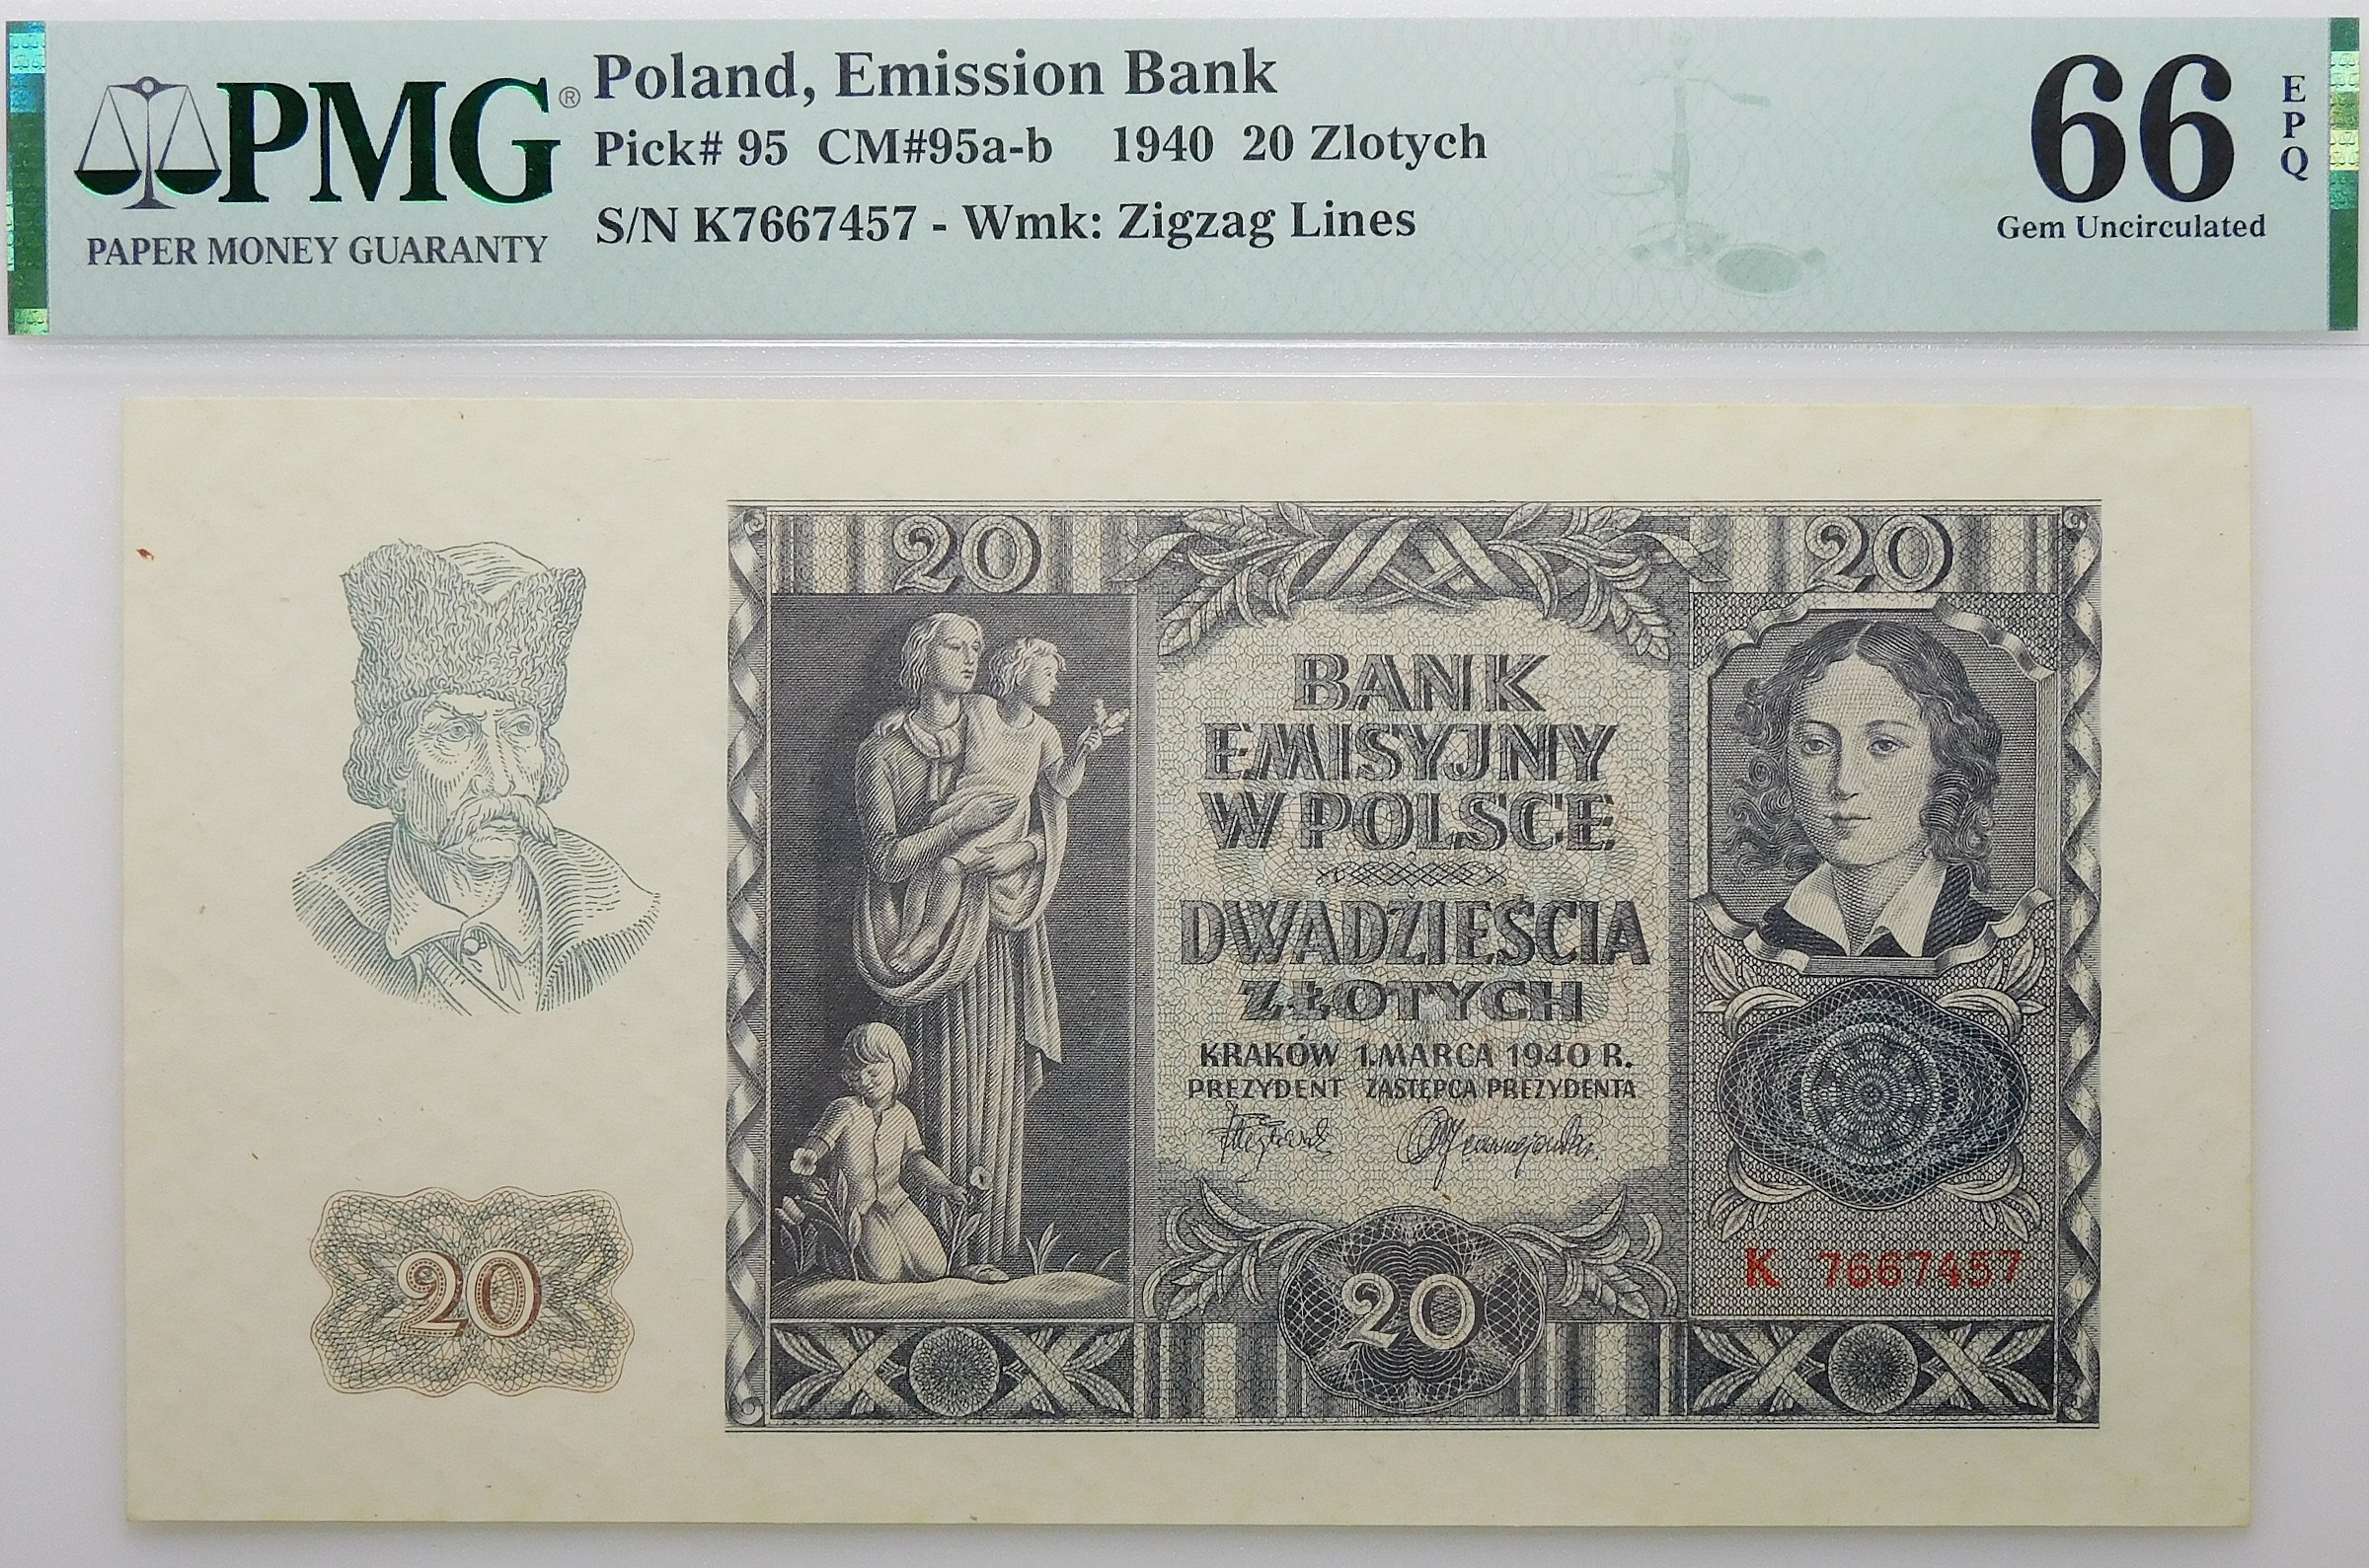 PMG®
PAPER MONEY GUARANTY
Poland, Emission Bank
Pick# 95 CM#95a-b 1940 20 Zlotych
S/N K7667457 - Wmk: Zigzag Lines
66
EPQ
Gem Uncirculated
20
20
BANK
EMISYJNY
W POLSCE
DWADZIEŚCIA
ZŁOTYCH
KRAKÓW 1.MARCA 1940 R.
PREZYDENT ZASTĘPCA PREZYDENTA
K 7667457
20
20